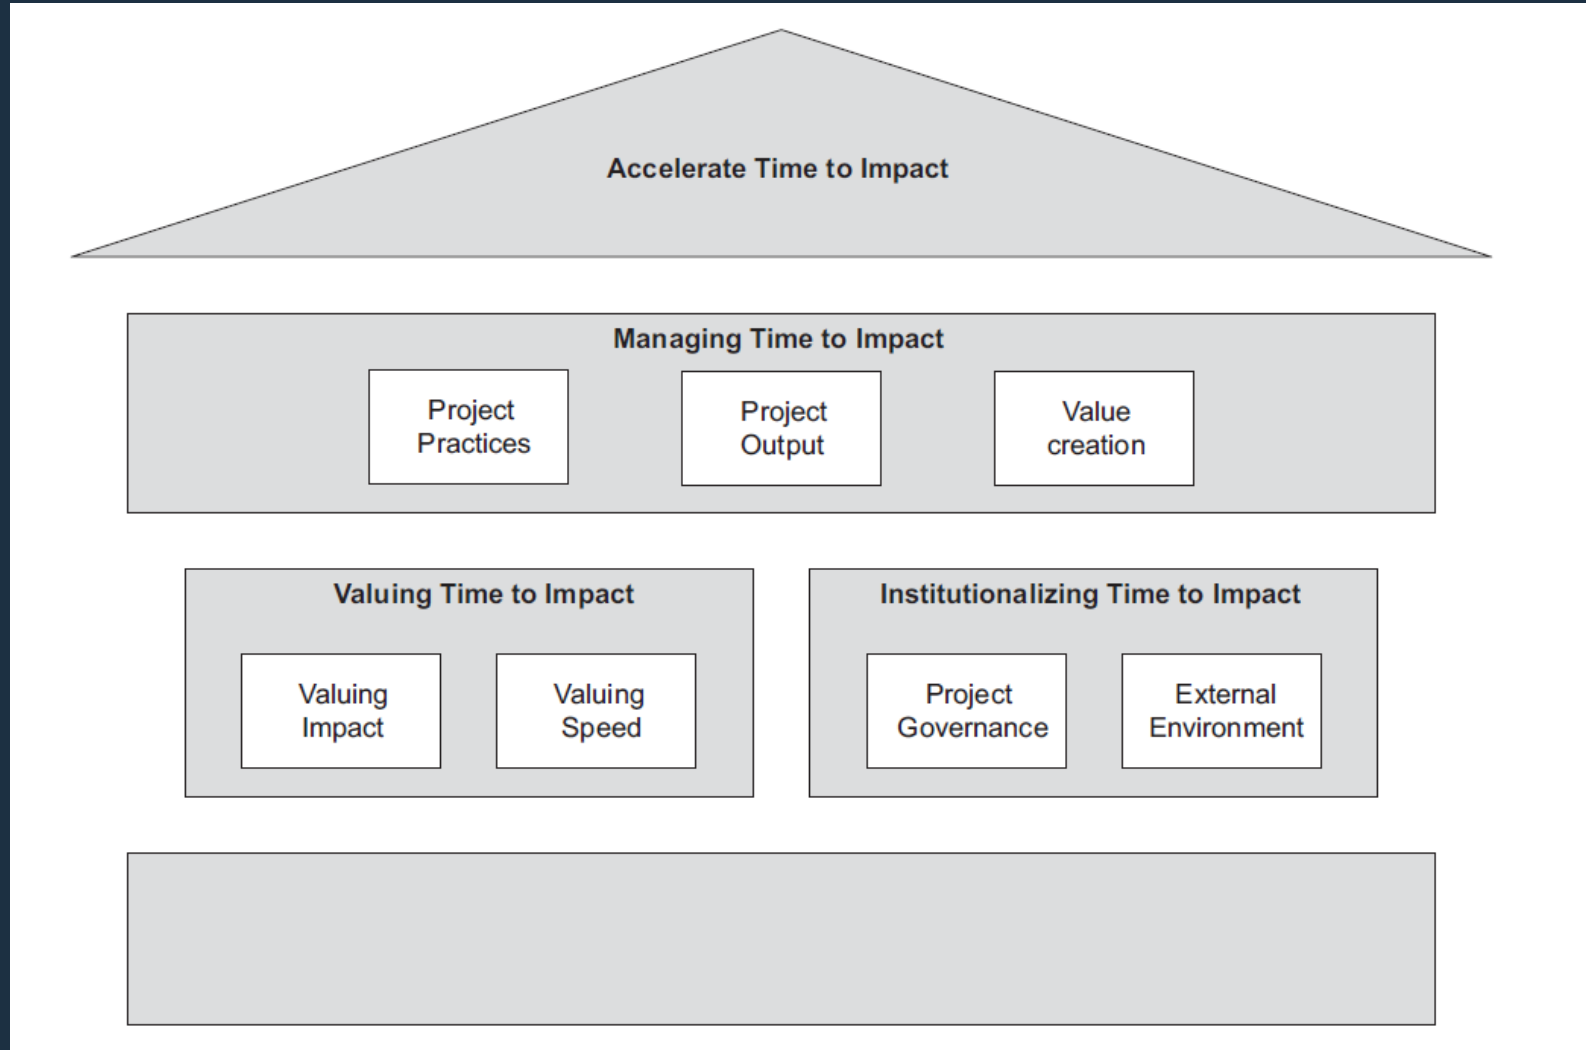 Accelerate Time to Impact
Managing Time to Impact
Project
Practices
Project
Output
Value
creation
Valuing Time to Impact
Valuing
Impact
Valuing
Speed
Institutionalizing Time to Impact
Project
Governance
External
Environment